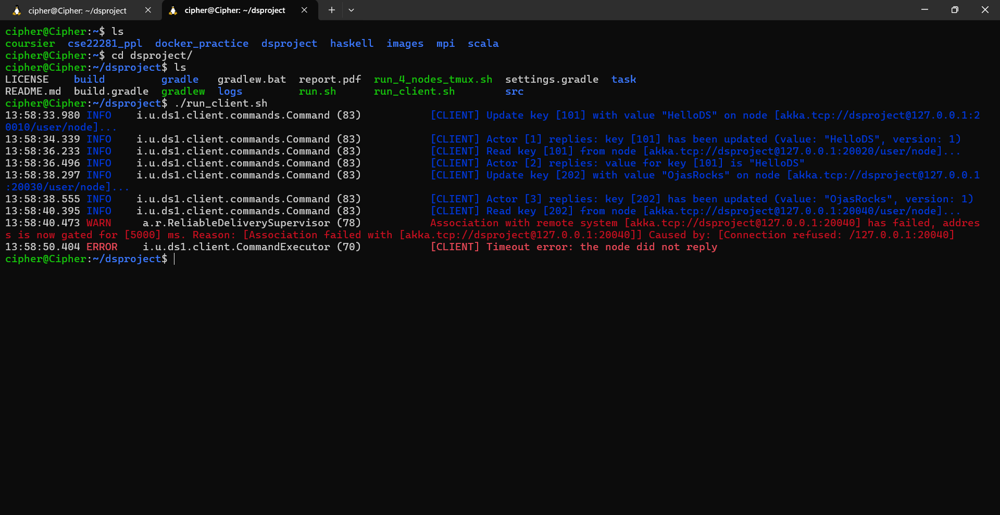 cipher@Cipher: ~/dsproject
cipher@Cipher: ~/dsproject
cipher@Cipher:~$ ls
coursier  cse22281_ppl  docker_practice  dsproject  haskell  images  mpi  scala
cipher@Cipher:~$ cd dsproject/
cipher@Cipher:~/dsproject$ ls
LICENSE    build         gradle   gradlew.bat  report.pdf  run_4_nodes_tmux.sh  settings.gradle  task
README.md  build.gradle  gradlew  logs         run.sh      run_client.sh        src
cipher@Cipher:~/dsproject$ ./run_client.sh
13:58:33.980 INFO    i.u.ds1.client.commands.Command (83)           [CLIENT] Update key [101] with value "HelloDS" on node [akka.tcp://dsproject@127.0.0.1:2
0010/user/node]...
13:58:34.339 INFO    i.u.ds1.client.commands.Command (83)           [CLIENT] Actor [1] replies: key [101] has been updated (value: "HelloDS", version: 1)
13:58:36.233 INFO    i.u.ds1.client.commands.Command (83)           [CLIENT] Read key [101] from node [akka.tcp://dsproject@127.0.0.1:20020/user/node]...
13:58:36.496 INFO    i.u.ds1.client.commands.Command (83)           [CLIENT] Actor [2] replies: value for key [101] is "HelloDS"
13:58:38.297 INFO    i.u.ds1.client.commands.Command (83)           [CLIENT] Update key [202] with value "OjasRocks" on node [akka.tcp://dsproject@127.0.0.1
:20030/user/node]...
13:58:38.555 INFO    i.u.ds1.client.commands.Command (83)           [CLIENT] Actor [3] replies: key [202] has been updated (value: "OjasRocks", version: 1)
13:58:40.395 INFO    i.u.ds1.client.commands.Command (83)           [CLIENT] Read key [202] from node [akka.tcp://dsproject@127.0.0.1:20040/user/node]...
13:58:40.473 WARN     a.r.ReliableDeliverySupervisor (78)           Association with remote system [akka.tcp://dsproject@127.0.0.1:20040] has failed, addres
s is now gated for [5000] ms. Reason: [Association failed with [akka.tcp://dsproject@127.0.0.1:20040]] Caused by: [Connection refused: /127.0.0.1:20040]
13:58:50.404 ERROR    i.u.ds1.client.CommandExecutor (70)           [CLIENT] Timeout error: the node did not reply
cipher@Cipher:~/dsproject$